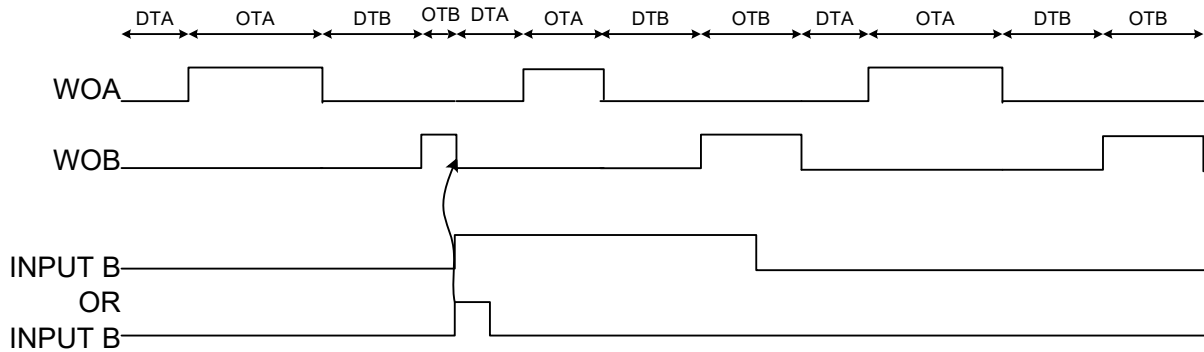 DTA OTA DTB OTB DTA OTA DTB OTB DTA OTA DTB OTB
WOA
WOB
INPUT B
OR
INPUT B